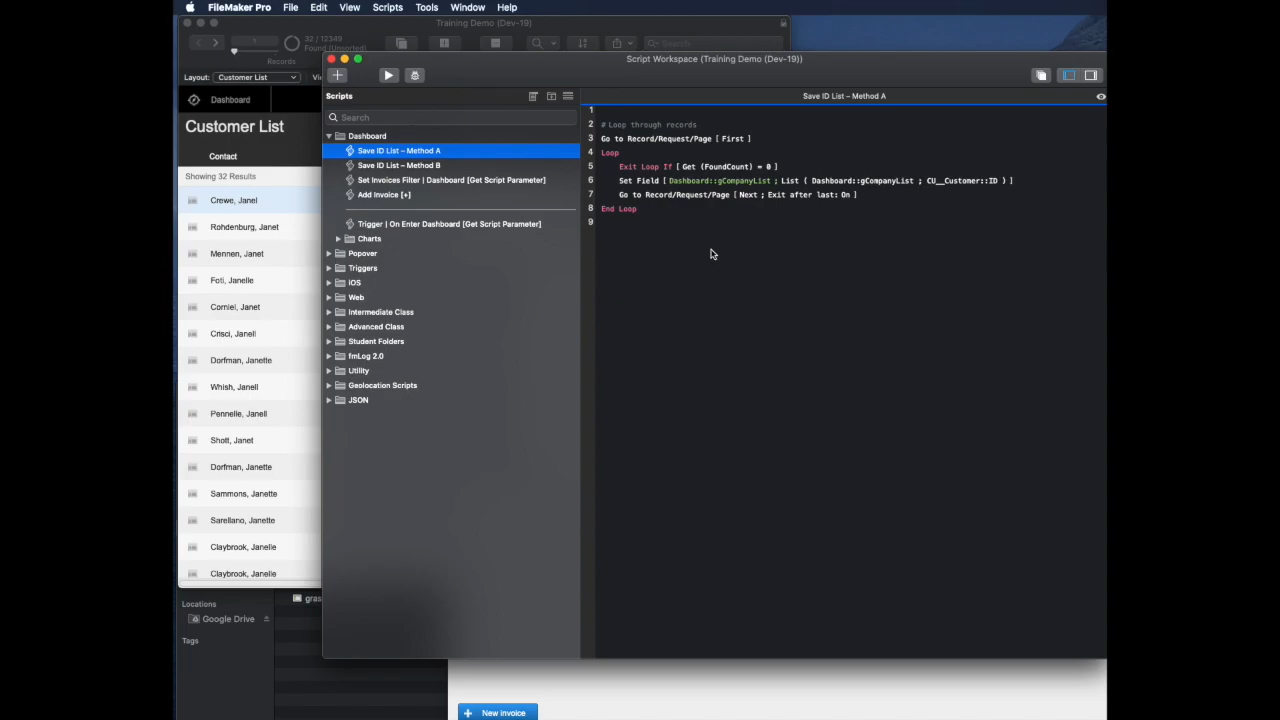 FileMaker Pro File Edit View Scripts Tools Window Help
Training Demo (Dev-19)
1
32 / 12349
Found (Unsorted)
Records
Search
Layout: Customer List
Dashboard
Customer List
Contact
Showing 32 Results
Crewe, Janel
Rohdenburg, Janet
Mennen, Janet
Foti, Janelle
Corniel, Janet
Crisci, Janell
Dorfman, Janette
Whish, Janell
Pennelle, Janell
Shott, Janet
Dorfman, Janette
Sammons, Janette
Sarellano, Janette
Claybrook, Janelle
Claybrook, Janelle
Locations
Google Drive
Tags
gras
Script Workspace (Training Demo (Dev-19))
Scripts
Search
Dashboard
Save ID List – Method A
Save ID List – Method B
Set Invoices Filter | Dashboard [Get Script Parameter]
Add Invoice [+]
Trigger | On Enter Dashboard [Get Script Parameter]
Charts
Popover
Triggers
iOS
Web
Intermediate Class
Advanced Class
Student Folders
fmLog 2.0
Utility
Geolocation Scripts
JSON
Save ID List – Method A
1
2 # Loop through records
3 Go to Record/Request/Page [ First ]
4 Loop
5 Exit Loop If [ Get (FoundCount) = 0 ]
6 Set Field [ Dashboard::gCompanyList ; List ( Dashboard::gCompanyList ; CU__Customer::ID ) ]
7 Go to Record/Request/Page [ Next ; Exit after last: On ]
8 End Loop
9
+ New invoice